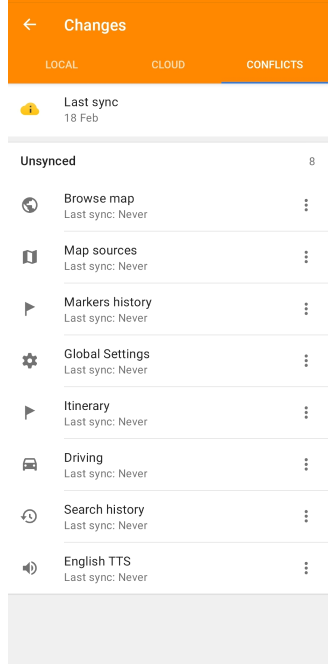 Changes
LOCAL CLOUD CONFLICTS
Last sync
18 Feb
Unsynced 8
Browse map
Last sync: Never
Map sources
Last sync: Never
Markers history
Last sync: Never
Global Settings
Last sync: Never
Itinerary
Last sync: Never
Driving
Last sync: Never
Search history
Last sync: Never
English TTS
Last sync: Never